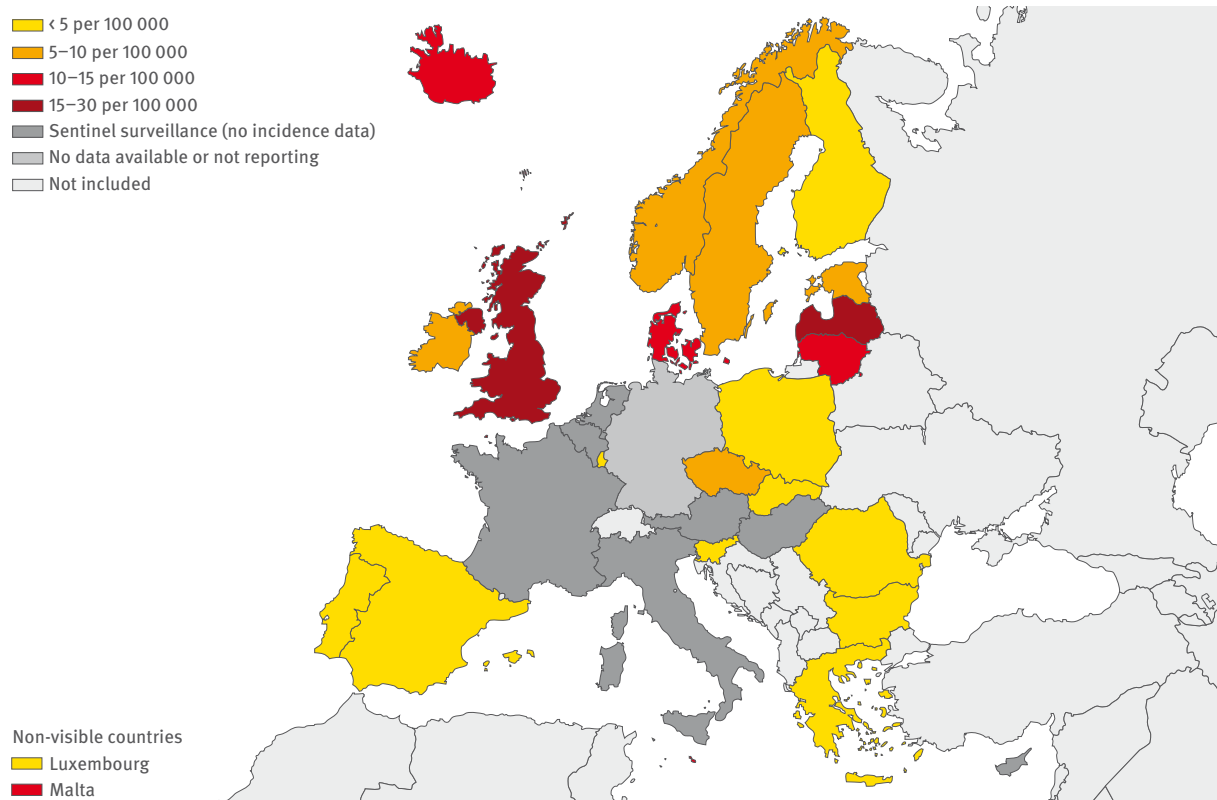 < 5 per 100 000
5–10 per 100 000
10–15 per 100 000
15–30 per 100 000
Sentinel surveillance (no incidence data)
No data available or not reporting
Not included
Non-visible countries
Luxembourg
Malta